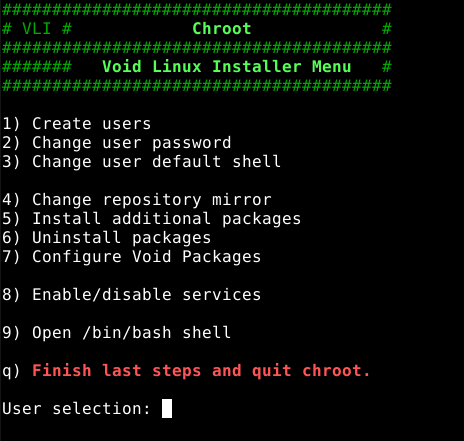 #######################################
# VLI #            Chroot             #
#######################################
#######   Void Linux Installer Menu   #
#######################################
1) Create users
2) Change user password
3) Change user default shell
4) Change repository mirror
5) Install additional packages
6) Uninstall packages
7) Configure Void Packages
8) Enable/disable services
9) Open /bin/bash shell
q) Finish last steps and quit chroot.
User selection: